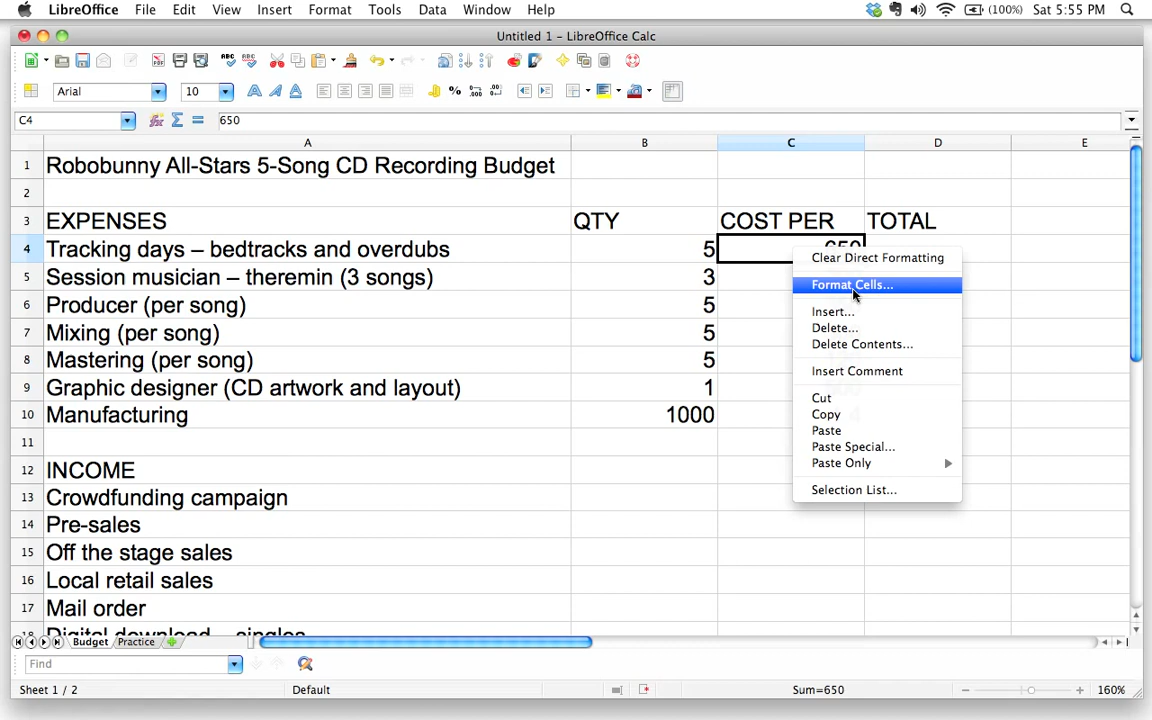 LibreOffice File Edit View Insert Format Tools Data Window Help (100%) Sat 5:55 PM
Untitled 1 – LibreOffice Calc
Arial 10 %
C4 650
A B C D E
1 Robobunny All-Stars 5-Song CD Recording Budget
2
3 EXPENSES QTY COST PER TOTAL
4 Tracking days – bedtracks and overdubs 5 650
5 Session musician – theremin (3 songs) 3
6 Producer (per song) 5
7 Mixing (per song) 5
8 Mastering (per song) 5
9 Graphic designer (CD artwork and layout) 1
10 Manufacturing 1000
11
12 INCOME
13 Crowdfunding campaign
14 Pre-sales
15 Off the stage sales
16 Local retail sales
17 Mail order
18 Digital download – singles
Clear Direct Formatting
Format Cells...
Insert...
Delete...
Delete Contents...
Insert Comment
Cut
Copy
Paste
Paste Special...
Paste Only
Selection List...
Budget Practice
Find
Sheet 1 / 2 Default Sum=650 160%